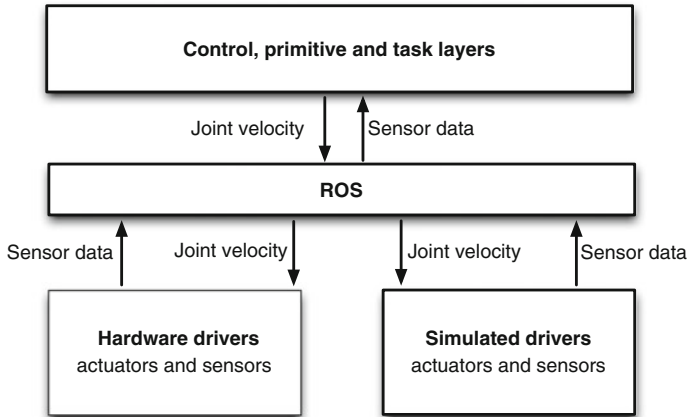 Control, primitive and task layers
Joint velocity
Sensor data
ROS
Sensor data
Joint velocity
Joint velocity
Sensor data
Hardware drivers
actuators and sensors
Simulated drivers
actuators and sensors